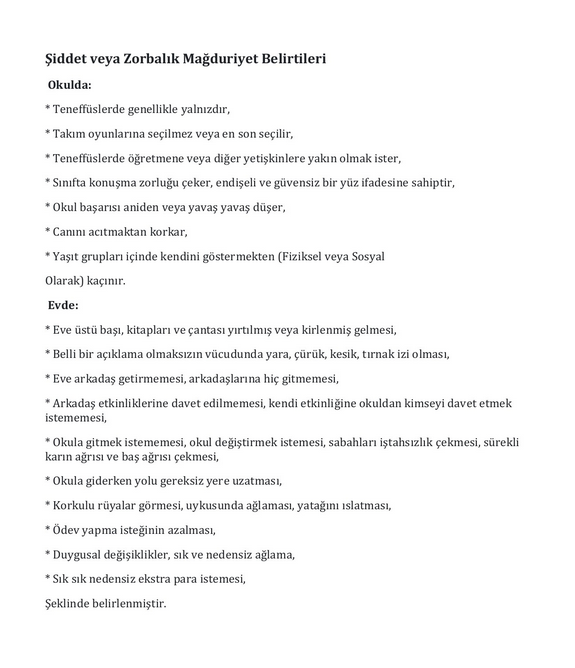 Şiddet veya Zorbalık Mağduriyet Belirtileri
Okulda:
* Teneffüslerde genellikle yalnızdır,
* Takım oyunlarına seçilmez veya en son seçilir,
* Teneffüslerde öğretmene veya diğer yetişkinlere yakın olmak ister,
* Sınıfta konuşma zorluğu çeker, endişeli ve güvensiz bir yüz ifadesine sahiptir,
* Okul başarısı aniden veya yavaş yavaş düşer,
* Canını acıtmaktan korkar,
* Yaşıt grupları içinde kendini göstermekten (Fiziksel veya Sosyal
Olarak) kaçınır.
Evde:
* Eve üstü başı, kitapları ve çantası yırtılmış veya kirlenmiş gelmesi,
* Belli bir açıklama olmaksızın vücudunda yara, çürük, kesik, tırnak izi olması,
* Eve arkadaş getirmemesi, arkadaşlarına hiç gitmemesi,
* Arkadaş etkinliklerine davet edilmemesi, kendi etkinliğine okuldan kimseyi davet etmek
istememesi,
* Okula gitmek istememesi, okul değiştirmek istemesi, sabahları iştahsızlık çekmesi, sürekli
karın ağrısı ve baş ağrısı çekmesi,
* Okula giderken yolu gereksiz yere uzatması,
* Korkulu rüyalar görmesi, uykusunda ağlaması, yatağını ıslatması,
* Ödev yapma isteğinin azalması,
* Duygusal değişiklikler, sık ve nedensiz ağlama,
* Sık sık nedensiz ekstra para istemesi,
Şeklinde belirlenmiştir.